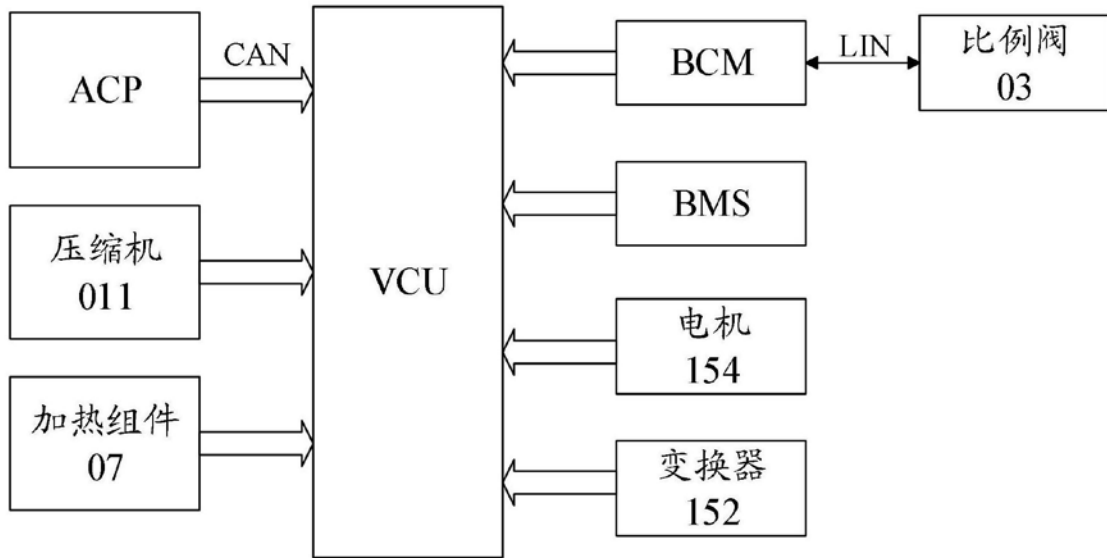 ACP
CAN
压缩机
011
加热组件
07
VCU
BCM
LIN
比例阀
03
BMS
电机
154
变换器
152